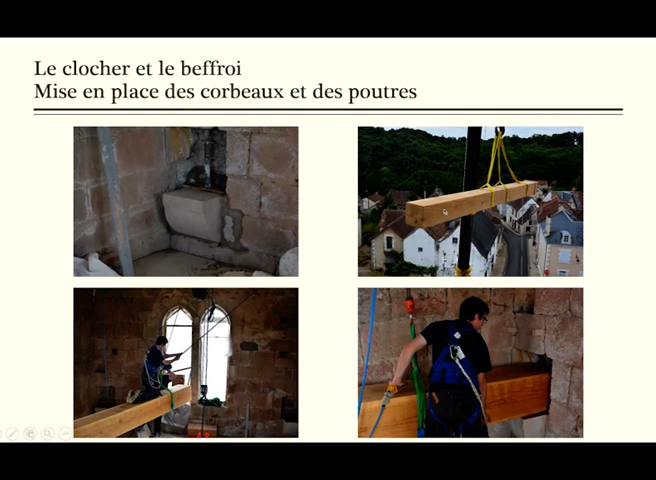 Le clocher et le beffroi
Mise en place des corbeaux et des poutres